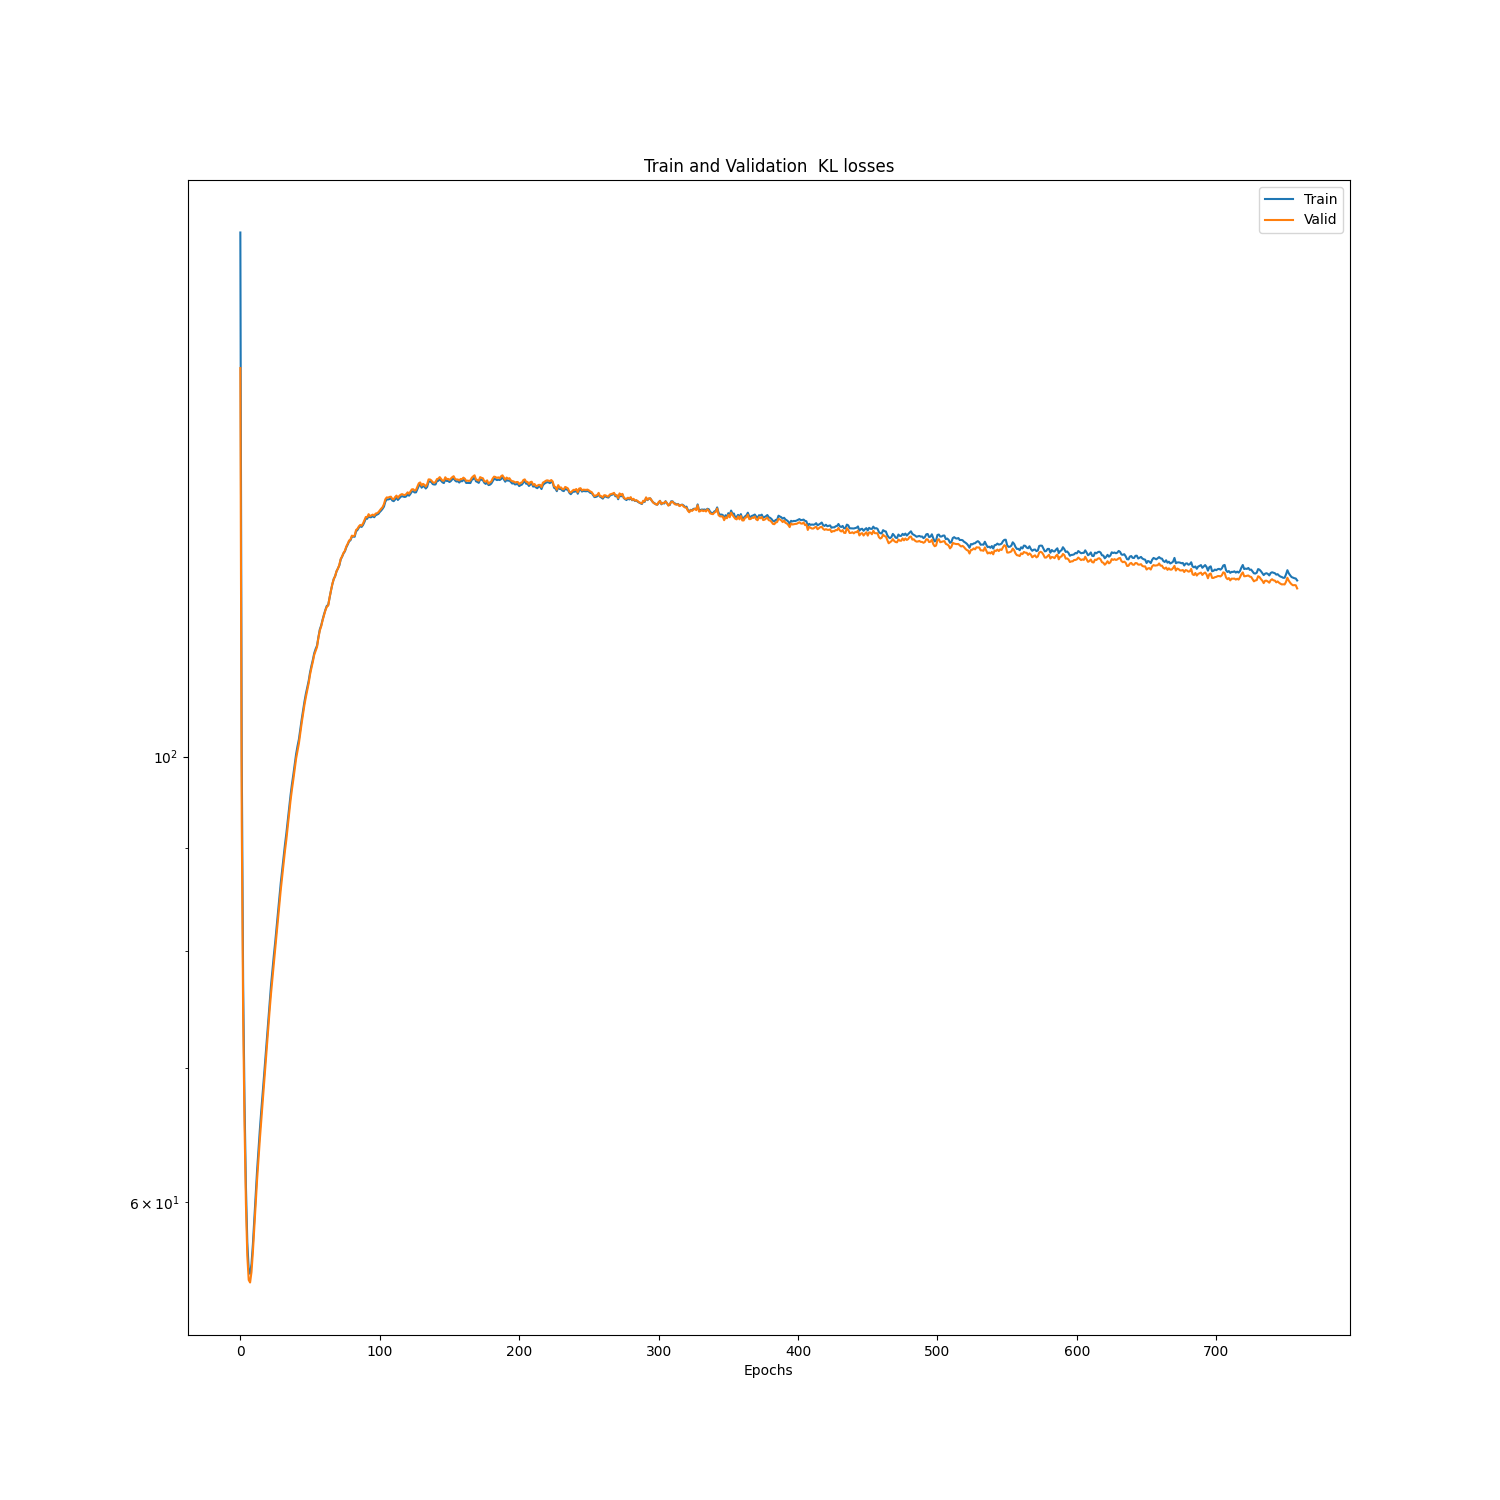 Train and Validation  KL losses
Train
Valid
10²
6 × 10¹
0 100 200 300 400 500 600 700
Epochs